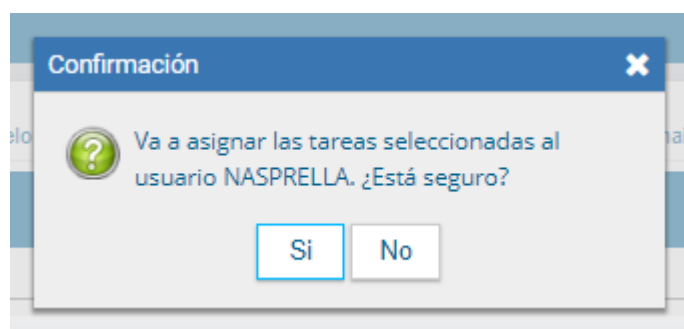 Confirmación
Va a asignar las tareas seleccionadas al
usuario NASPRELLA. ¿Está seguro?
Si
No